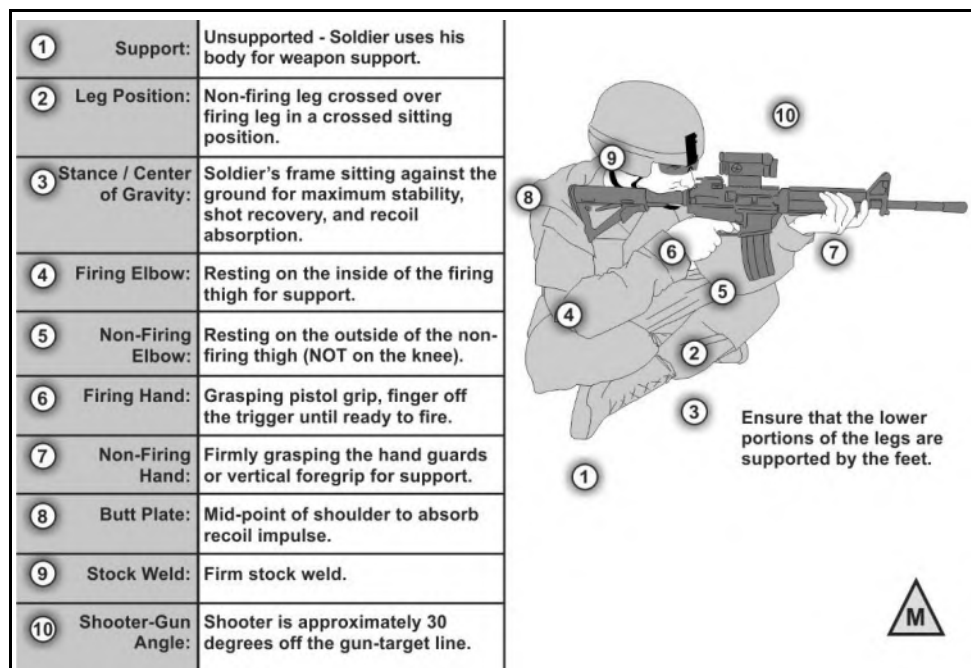 1 Support: Unsupported - Soldier uses his
body for weapon support.
2 Leg Position: Non-firing leg crossed over
firing leg in a crossed sitting
position.
3 Stance / Center
of Gravity:
Soldier's frame sitting against the
ground for maximum stability,
shot recovery, and recoil
absorption.
4 Firing Elbow: Resting on the inside of the firing
thigh for support.
5 Non-Firing
Elbow:
Resting on the outside of the non-
firing thigh (NOT on the knee).
6 Firing Hand: Grasping pistol grip, finger off
the trigger until ready to fire.
7 Non-Firing
Hand:
Firmly grasping the hand guards
or vertical foregrip for support.
8 Butt Plate: Mid-point of shoulder to absorb
recoil impulse.
9 Stock Weld: Firm stock weld.
10 Shooter-Gun
Angle:
Shooter is approximately 30
degrees off the gun-target line.
10
9
8
7
6
5
4
2
3
1
Ensure that the lower
portions of the legs are
supported by the feet.
M